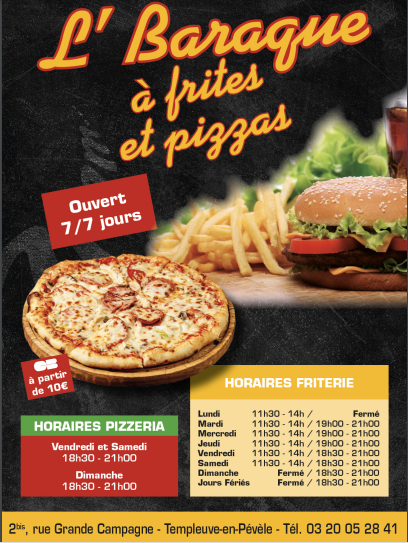 L' Baraque
à frites
et pizzas
Ouvert
7/7 jours
CB
à partir
de 10€
HORAIRES FRITERIE
Lundi 11h30 - 14h / Fermé
Mardi 11h30 - 14h / 19h00 - 21h00
Mercredi 11h30 - 14h / 19h00 - 21h00
Jeudi 11h30 - 14h / 19h00 - 21h00
Vendredi 11h30 - 14h / 18h30 - 21h00
Samedi 11h30 - 14h / 18h30 - 21h00
Dimanche Fermé / 18h30 - 21h00
Jours Fériés Fermé / 18h30 - 21h00
HORAIRES PIZZERIA
Vendredi et Samedi
18h30 - 21h00
Dimanche
18h30 - 21h00
2bis, rue Grande Campagne - Templeuve-en-Pévèle - Tél. 03 20 05 28 41